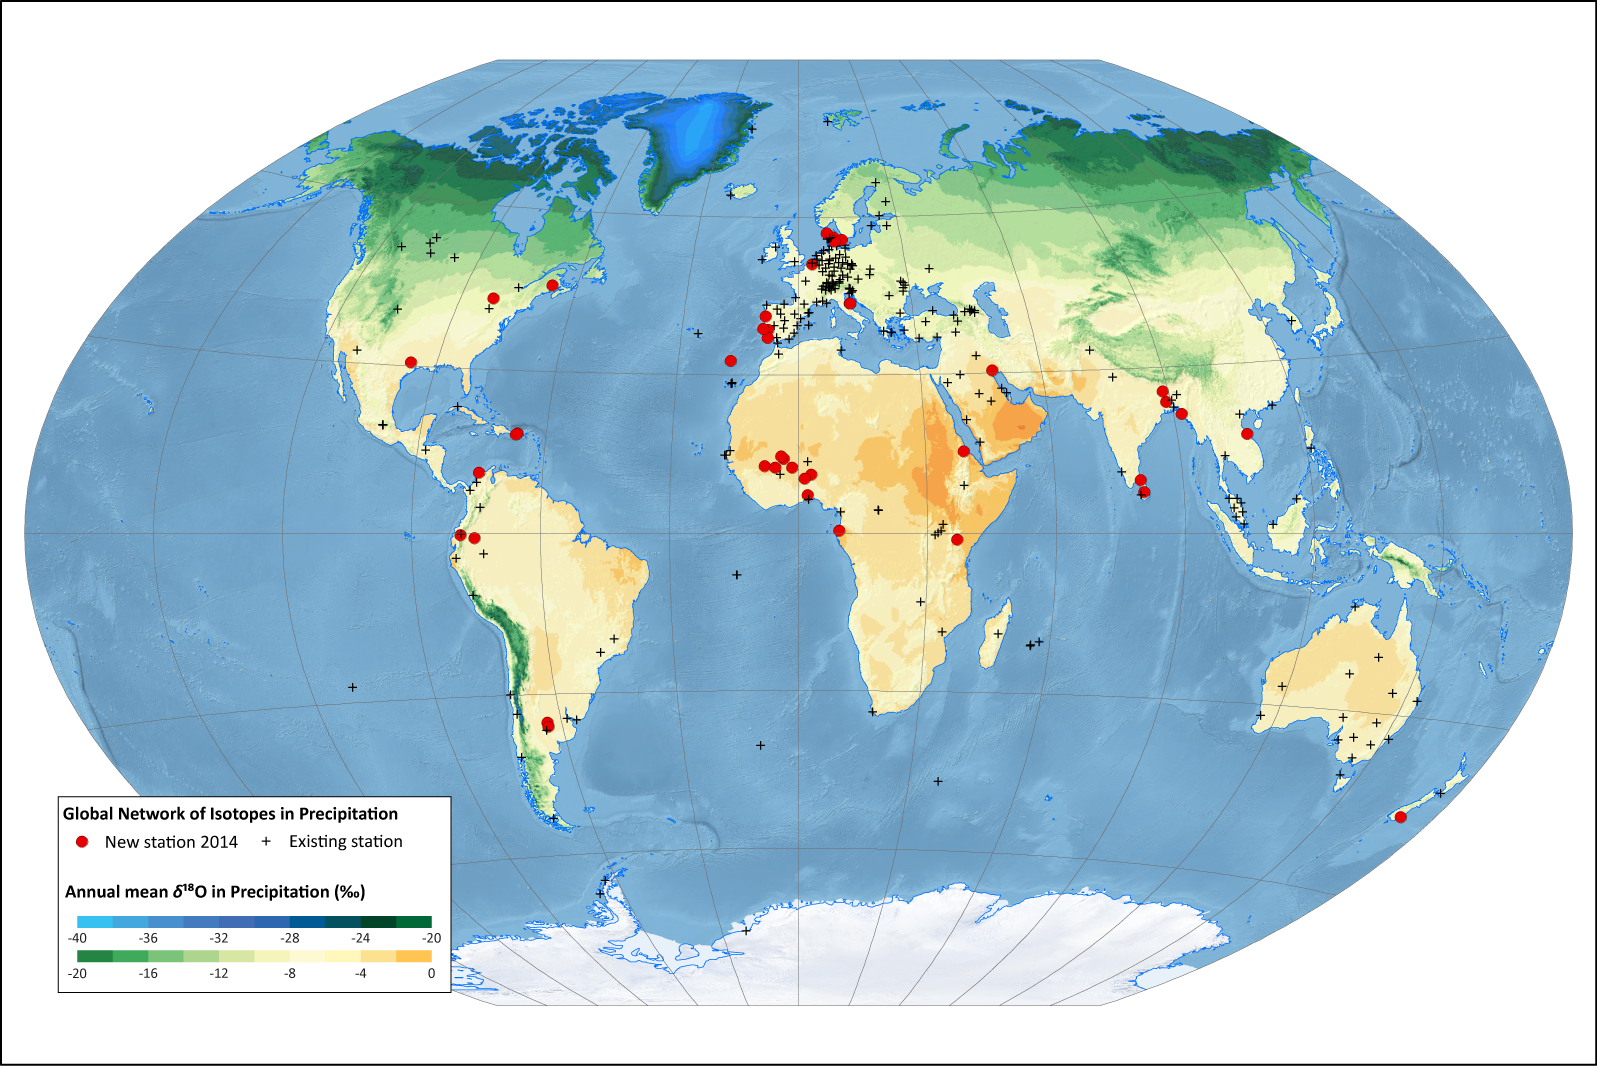 Global Network of Isotopes in Precipitation
New station 2014 + Existing station
Annual mean δ¹⁸O in Precipitation (‰)
-40 -36 -32 -28 -24 -20
-20 -16 -12 -8 -4 0